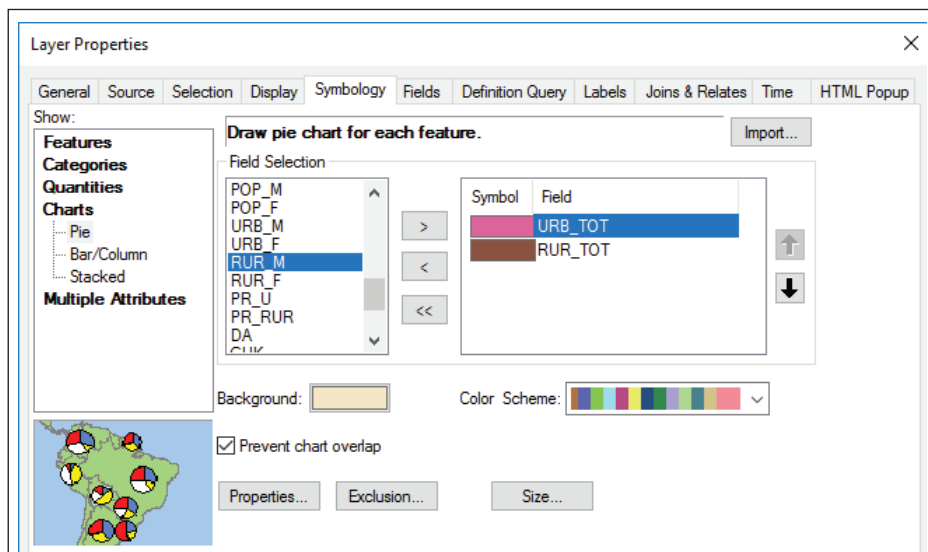 Layer Properties
General Source Selection Display Symbology Fields Definition Query Labels Joins & Relates Time HTML Popup
Show:
Features
Categories
Quantities
Charts
Pie
Bar/Column
Stacked
Multiple Attributes
Draw pie chart for each feature.
Import...
Field Selection
POP_M
POP_F
URB_M
URB_F
RUR_M
RUR_F
PR_U
PR_RUR
DA
>
<
<<
Symbol Field
URB_TOT
RUR_TOT
Background:
Color Scheme:
Prevent chart overlap
Properties...
Exclusion...
Size...